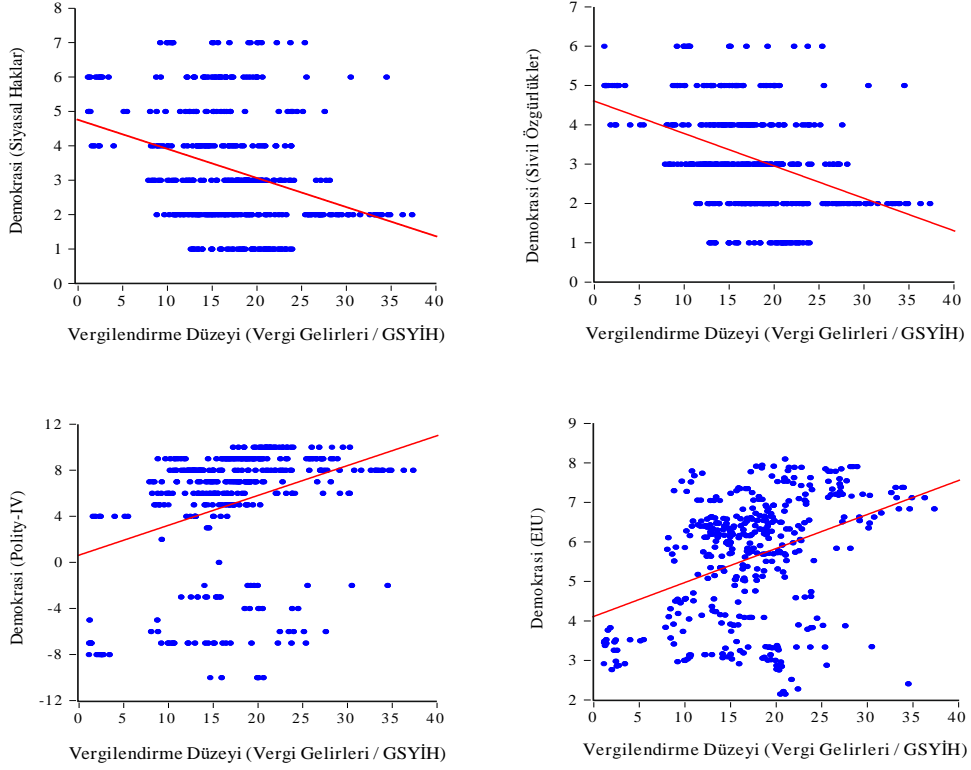 Demokrasi (Siyasal Haklar)
8
7
6
5
4
3
2
1
0
0 5 10 15 20 25 30 35 40
Vergilendirme Düzeyi (Vergi Gelirleri / GSYİH)
Demokrasi (Sivil Özgürlükler)
7
6
5
4
3
2
1
0
0 5 10 15 20 25 30 35 40
Vergilendirme Düzeyi (Vergi Gelirleri / GSYİH)
Demokrasi (Polity-IV)
12
8
4
0
-4
-8
-12
0 5 10 15 20 25 30 35 40
Vergilendirme Düzeyi (Vergi Gelirleri / GSYİH)
Demokrasi (EIU)
9
8
7
6
5
4
3
2
0 5 10 15 20 25 30 35 40
Vergilendirme Düzeyi (Vergi Gelirleri / GSYİH)